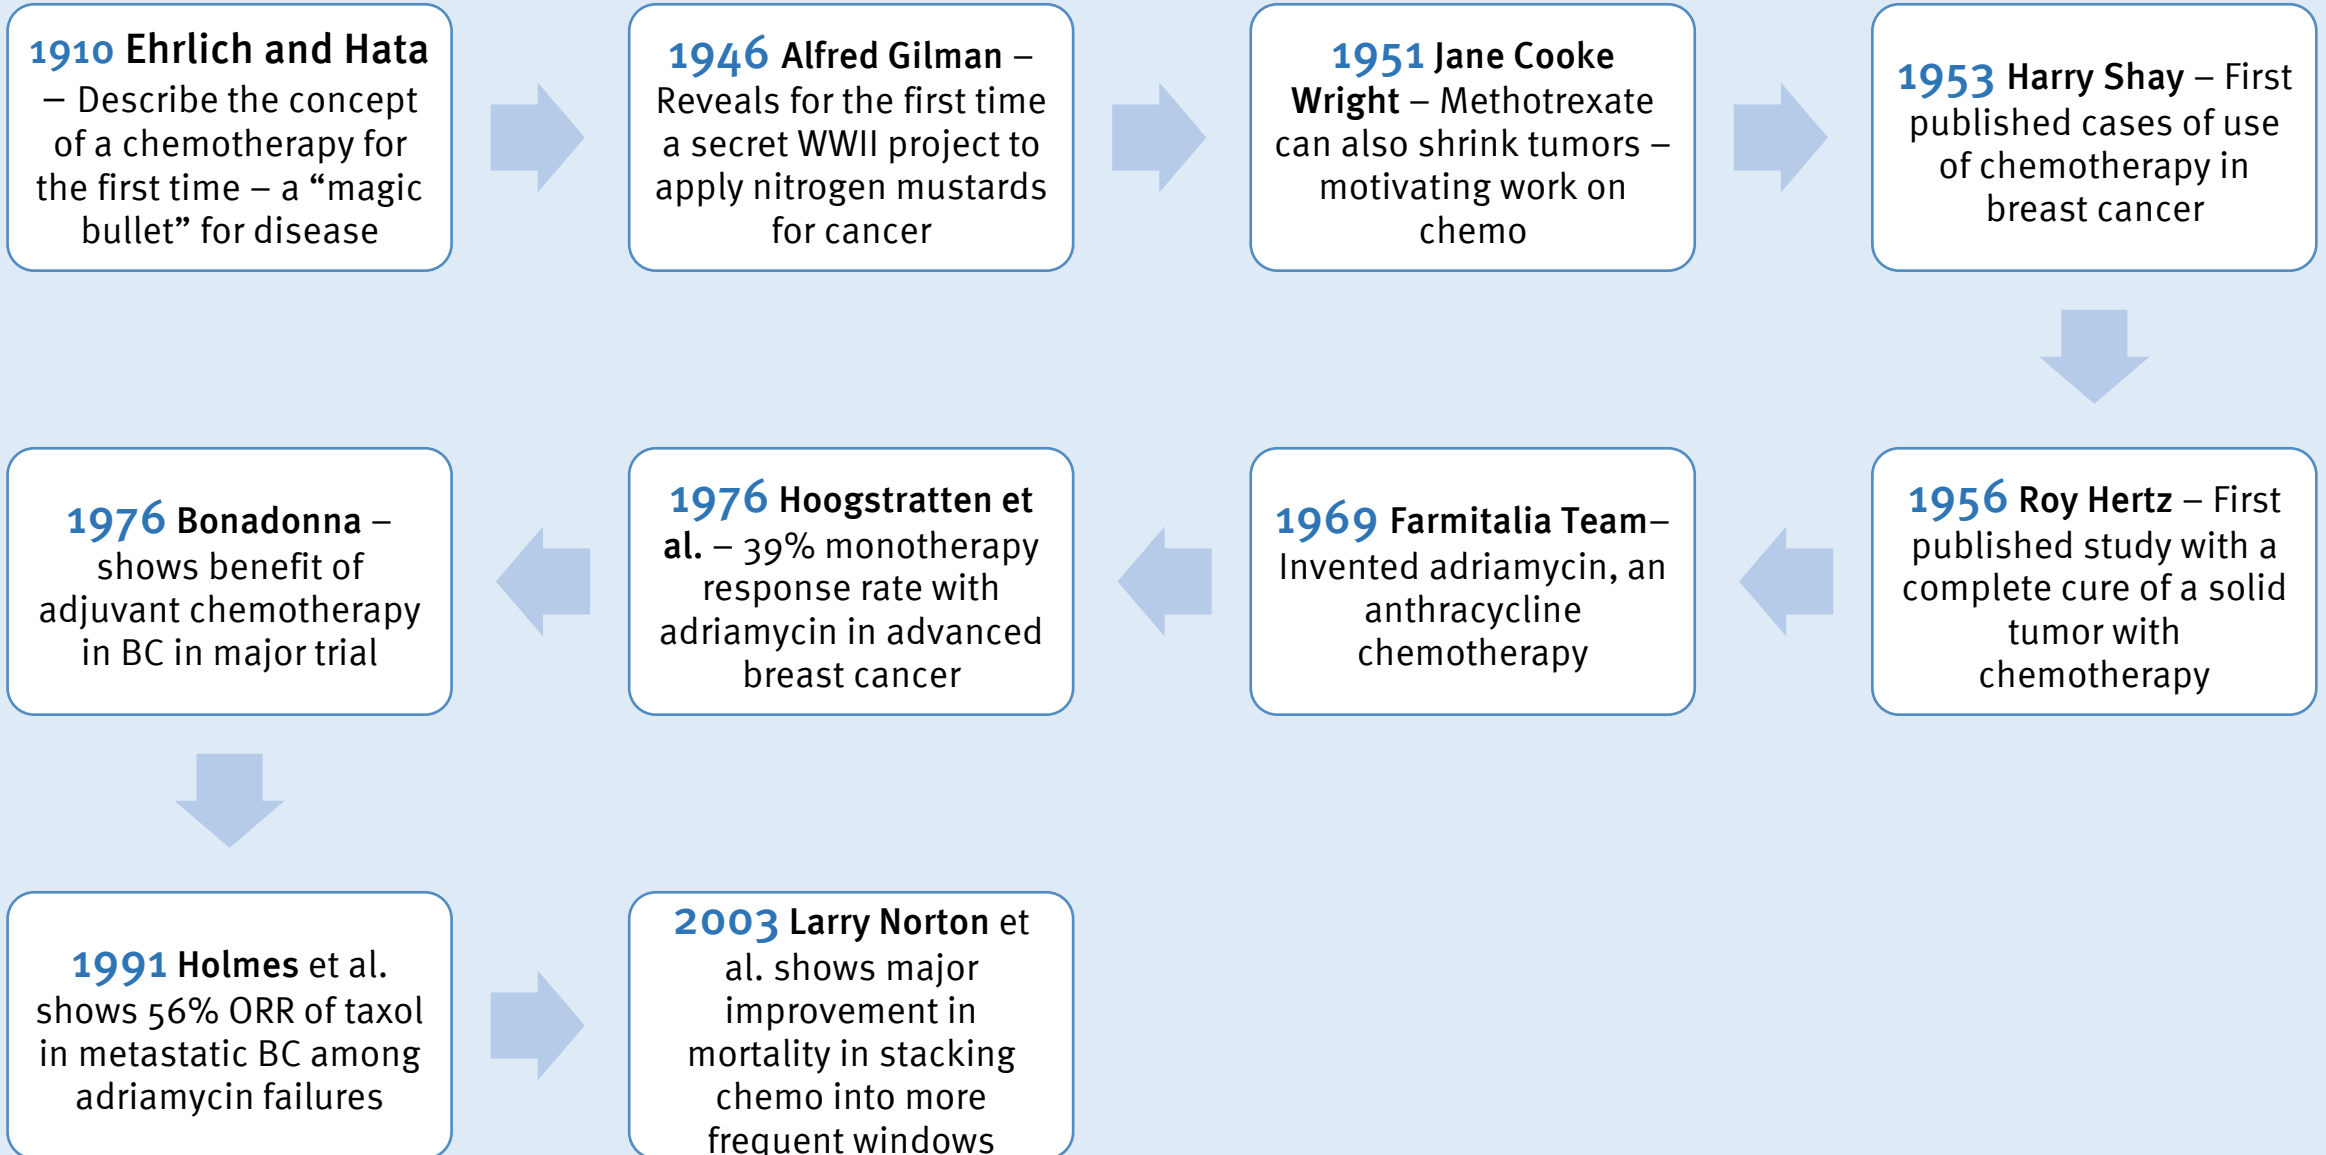 1910 Ehrlich and Hata
– Describe the concept
of a chemotherapy for
the first time – a “magic
bullet” for disease
1946 Alfred Gilman –
Reveals for the first time
a secret WWII project to
apply nitrogen mustards
for cancer
1951 Jane Cooke
Wright – Methotrexate
can also shrink tumors –
motivating work on
chemo
1953 Harry Shay – First
published cases of use
of chemotherapy in
breast cancer
1956 Roy Hertz – First
published study with a
complete cure of a solid
tumor with
chemotherapy
1969 Farmitalia Team–
Invented adriamycin, an
anthracycline
chemotherapy
1976 Hoogstratten et
al. – 39% monotherapy
response rate with
adriamycin in advanced
breast cancer
1976 Bonadonna –
shows benefit of
adjuvant chemotherapy
in BC in major trial
1991 Holmes et al.
shows 56% ORR of taxol
in metastatic BC among
adriamycin failures
2003 Larry Norton et
al. shows major
improvement in
mortality in stacking
chemo into more
frequent windows